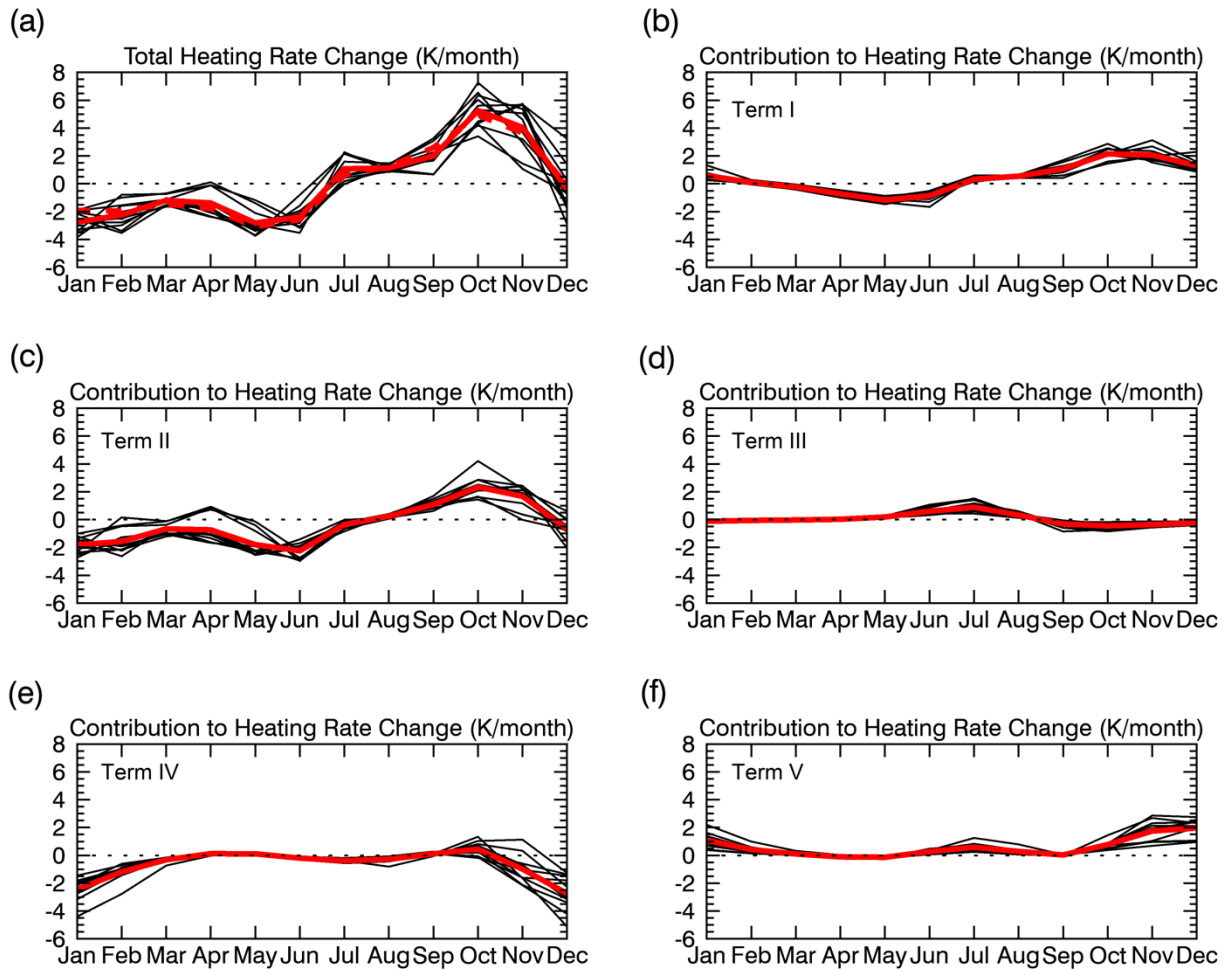 (a)
Total Heating Rate Change (K/month)
8
6
4
2
0
-2
-4
-6
Jan Feb Mar Apr May Jun Jul Aug Sep Oct Nov Dec
(b)
Contribution to Heating Rate Change (K/month)
Term I
8
6
4
2
0
-2
-4
-6
Jan Feb Mar Apr May Jun Jul Aug Sep Oct Nov Dec
(c)
Contribution to Heating Rate Change (K/month)
Term II
8
6
4
2
0
-2
-4
-6
Jan Feb Mar Apr May Jun Jul Aug Sep Oct Nov Dec
(d)
Contribution to Heating Rate Change (K/month)
Term III
8
6
4
2
0
-2
-4
-6
Jan Feb Mar Apr May Jun Jul Aug Sep Oct Nov Dec
(e)
Contribution to Heating Rate Change (K/month)
Term IV
8
6
4
2
0
-2
-4
-6
Jan Feb Mar Apr May Jun Jul Aug Sep Oct Nov Dec
(f)
Contribution to Heating Rate Change (K/month)
Term V
8
6
4
2
0
-2
-4
-6
Jan Feb Mar Apr May Jun Jul Aug Sep Oct Nov Dec